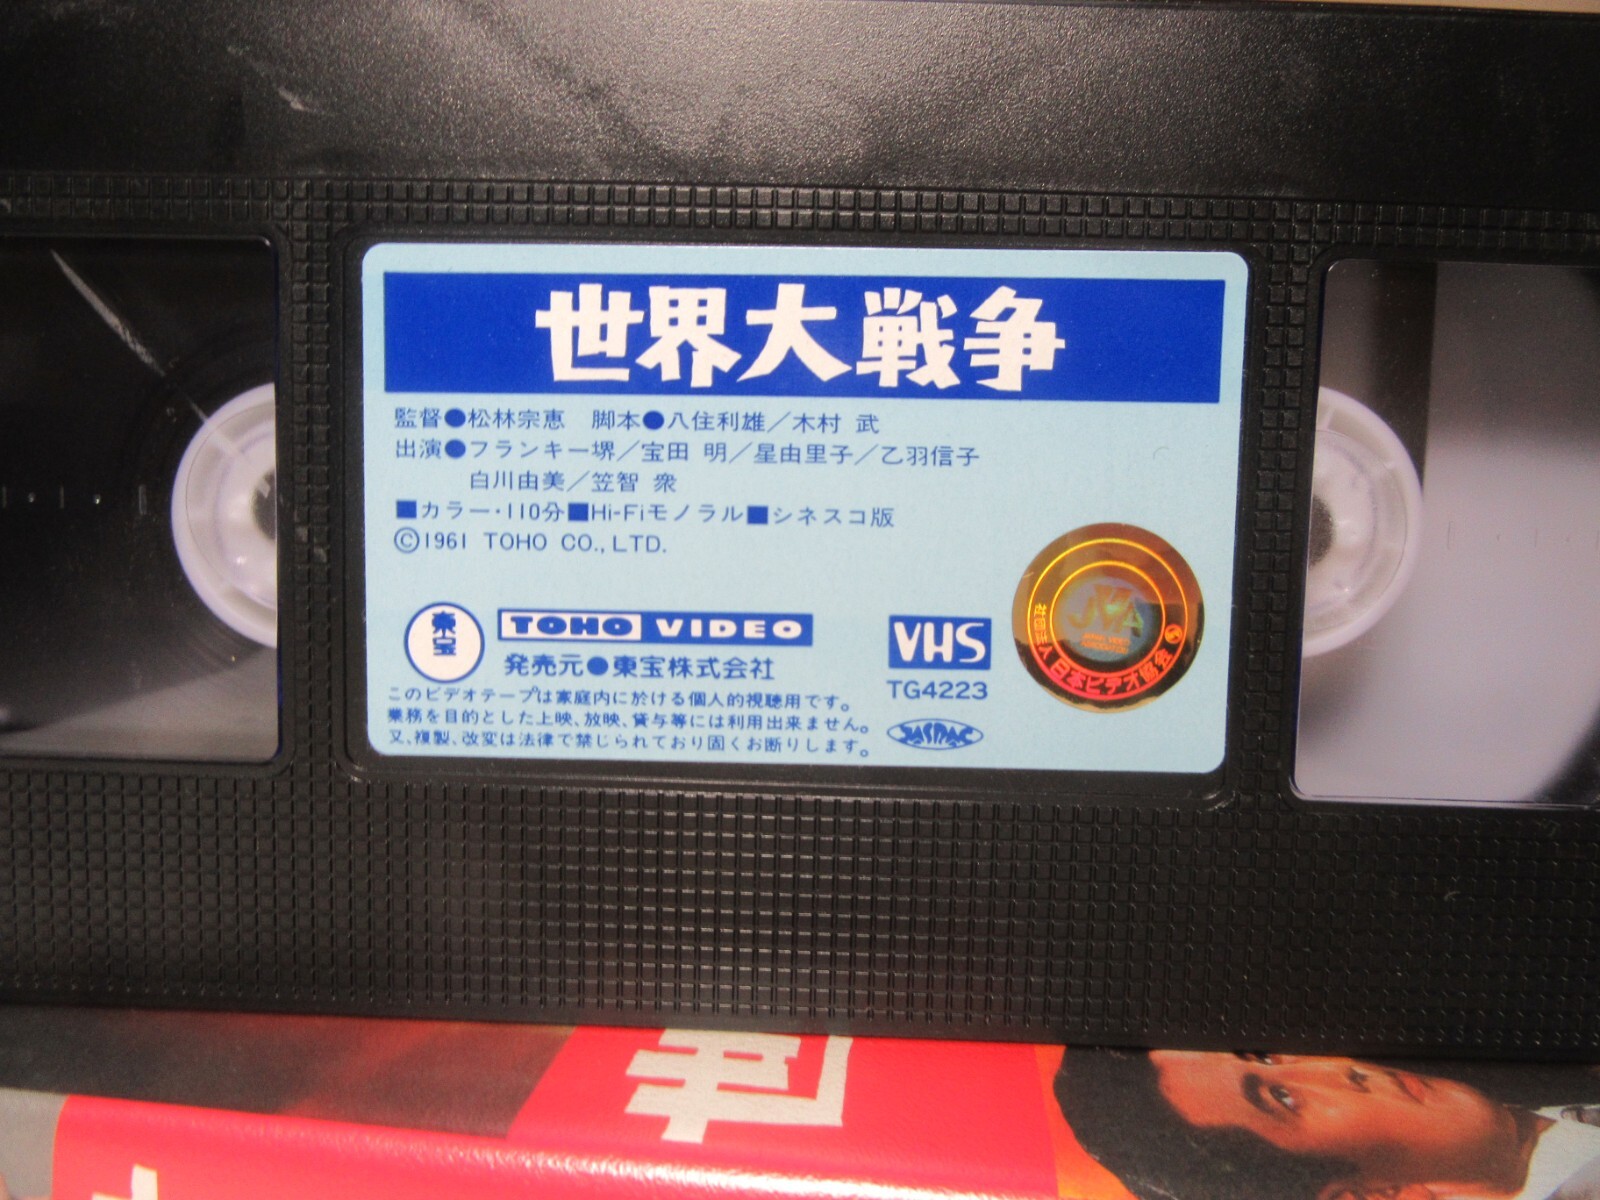 世界大戦争
監督●松林宗恵　脚本●八住利雄／木村 武
出演●フランキー堺／宝田 明／星由里子／乙羽信子
白川由美／笠智 衆
■カラー・110分■Hi-Fiモノラル■シネスコ版
©1961 TOHO CO., LTD.
東宝
TOHO VIDEO
発売元●東宝株式会社
このビデオテープは家庭内に於ける個人的視聴用です。
業務を目的とした上映、放映、貸与等には利用出来ません。
又、複製、改変は法律で禁じられており固くお断りします。
VHS
TG4223
JASRAC
JVA
JAPAN VIDEO
ASSOCIATION
社団法人 日本ビデオ協会